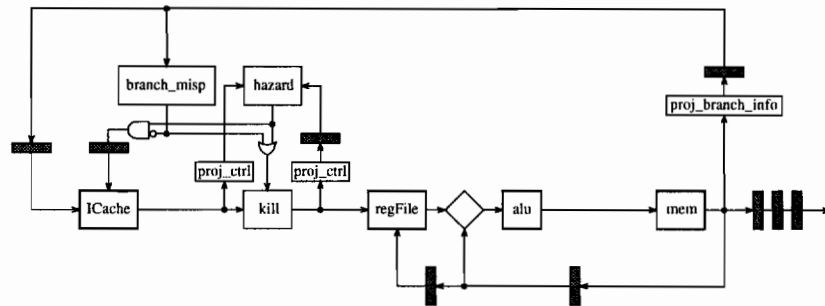 branch_misp
hazard
proj_branch_info
proj_ctrl
proj_ctrl
ICache
kill
regFile
alu
mem